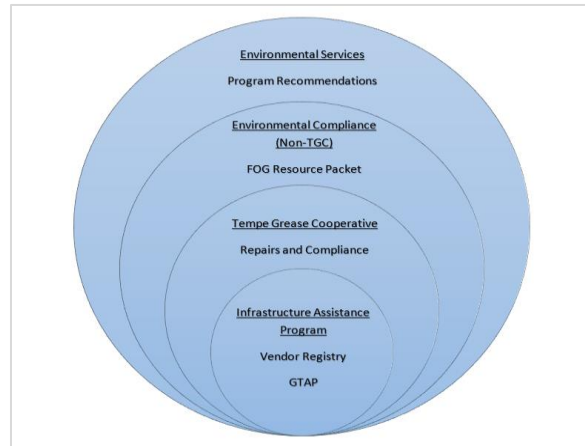 Environmental Services
Program Recommendations
Environmental Compliance
(Non-TGC)
FOG Resource Packet
Tempe Grease Cooperative
Repairs and Compliance
Infrastructure Assistance
Program
Vendor Registry
GTAP